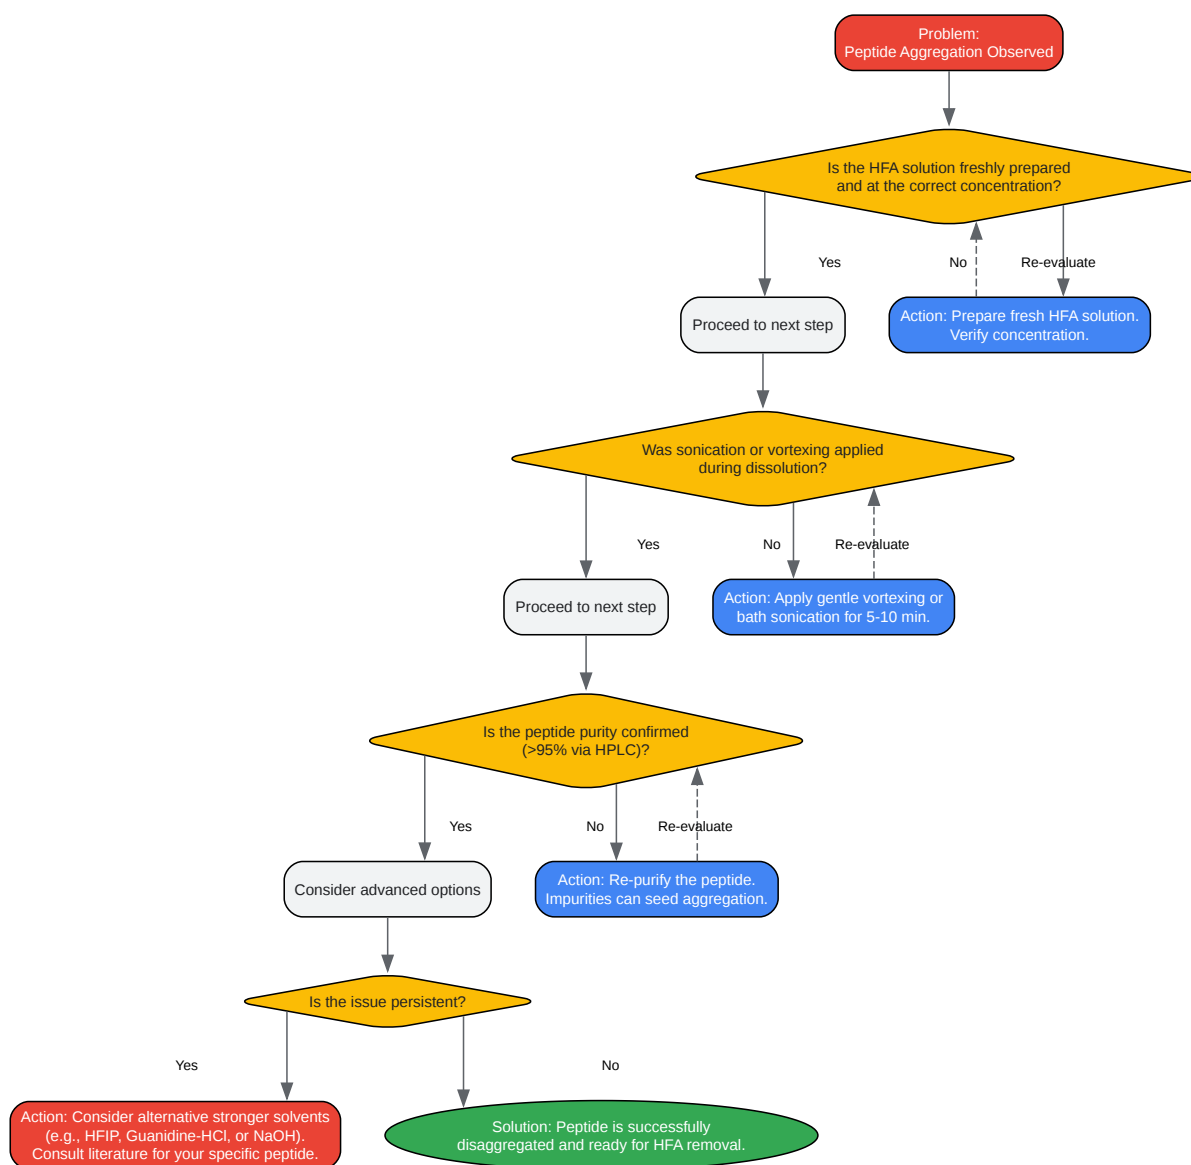 Problem:
Peptide Aggregation Observed
Is the HFA solution freshly prepared
and at the correct concentration?
Yes
No
Re-evaluate
Proceed to next step
Action: Prepare fresh HFA solution.
Verify concentration.
Was sonication or vortexing applied
during dissolution?
Yes
No
Re-evaluate
Proceed to next step
Action: Apply gentle vortexing or
bath sonication for 5-10 min.
Is the peptide purity confirmed
(>95% via HPLC)?
Yes
No
Re-evaluate
Consider advanced options
Action: Re-purify the peptide.
Impurities can seed aggregation.
Is the issue persistent?
Yes
No
Action: Consider alternative stronger solvents
(e.g., HFIP, Guanidine-HCl, or NaOH).
Consult literature for your specific peptide.
Solution: Peptide is successfully
disaggregated and ready for HFA removal.